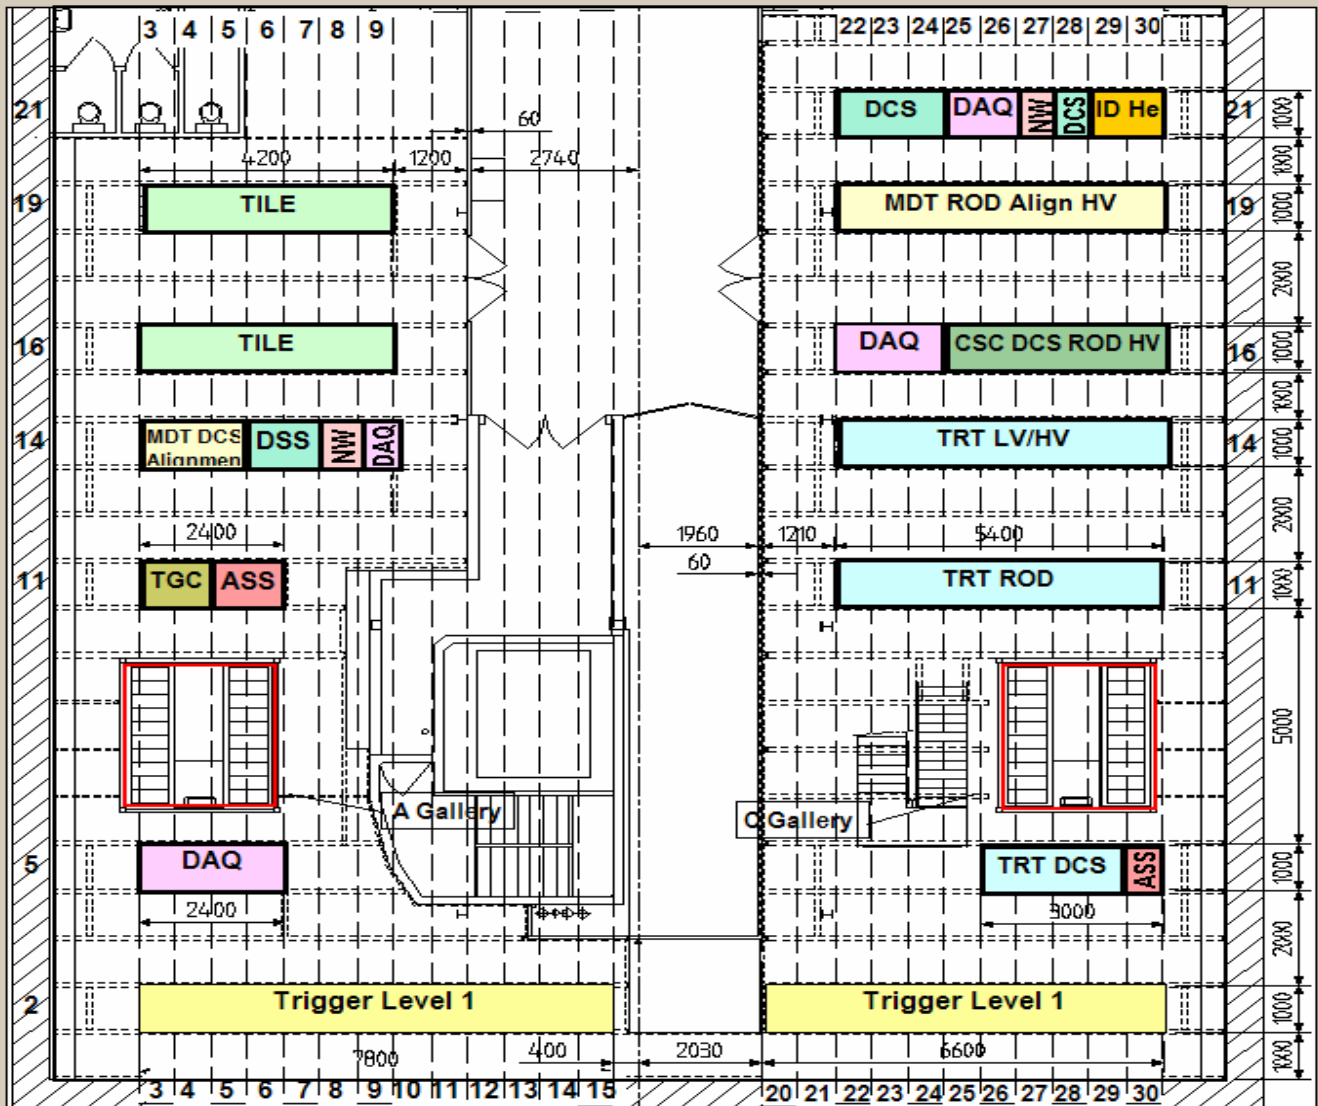 3 4 5 6 7 8 9 22 23 24 25 26 27 28 29 30
21 60 DCS DAQ NW DCS ID He 21 1000
4200 1200 2740 1800
19 TILE MDT ROD Align HV 19 1000
2000
16 TILE DAQ CSC DCS ROD HV 16 1000
1800
14 MDT DCS DSS NW DAQ TRT LV/HV 14 1000
Alignmen
2000
2400 1960 1210 5400
60
11 TGC ASS TRT ROD 11 1000
5000
A Gallery C Gallery
5 DAQ TRT DCS ASS 1000
2400 3000
2000
2 Trigger Level 1 Trigger Level 1 1000
7800 400 2030 6600
3 4 5 6 7 8 9 10 11 12 13 14 15 20 21 22 23 24 25 26 27 28 29 30